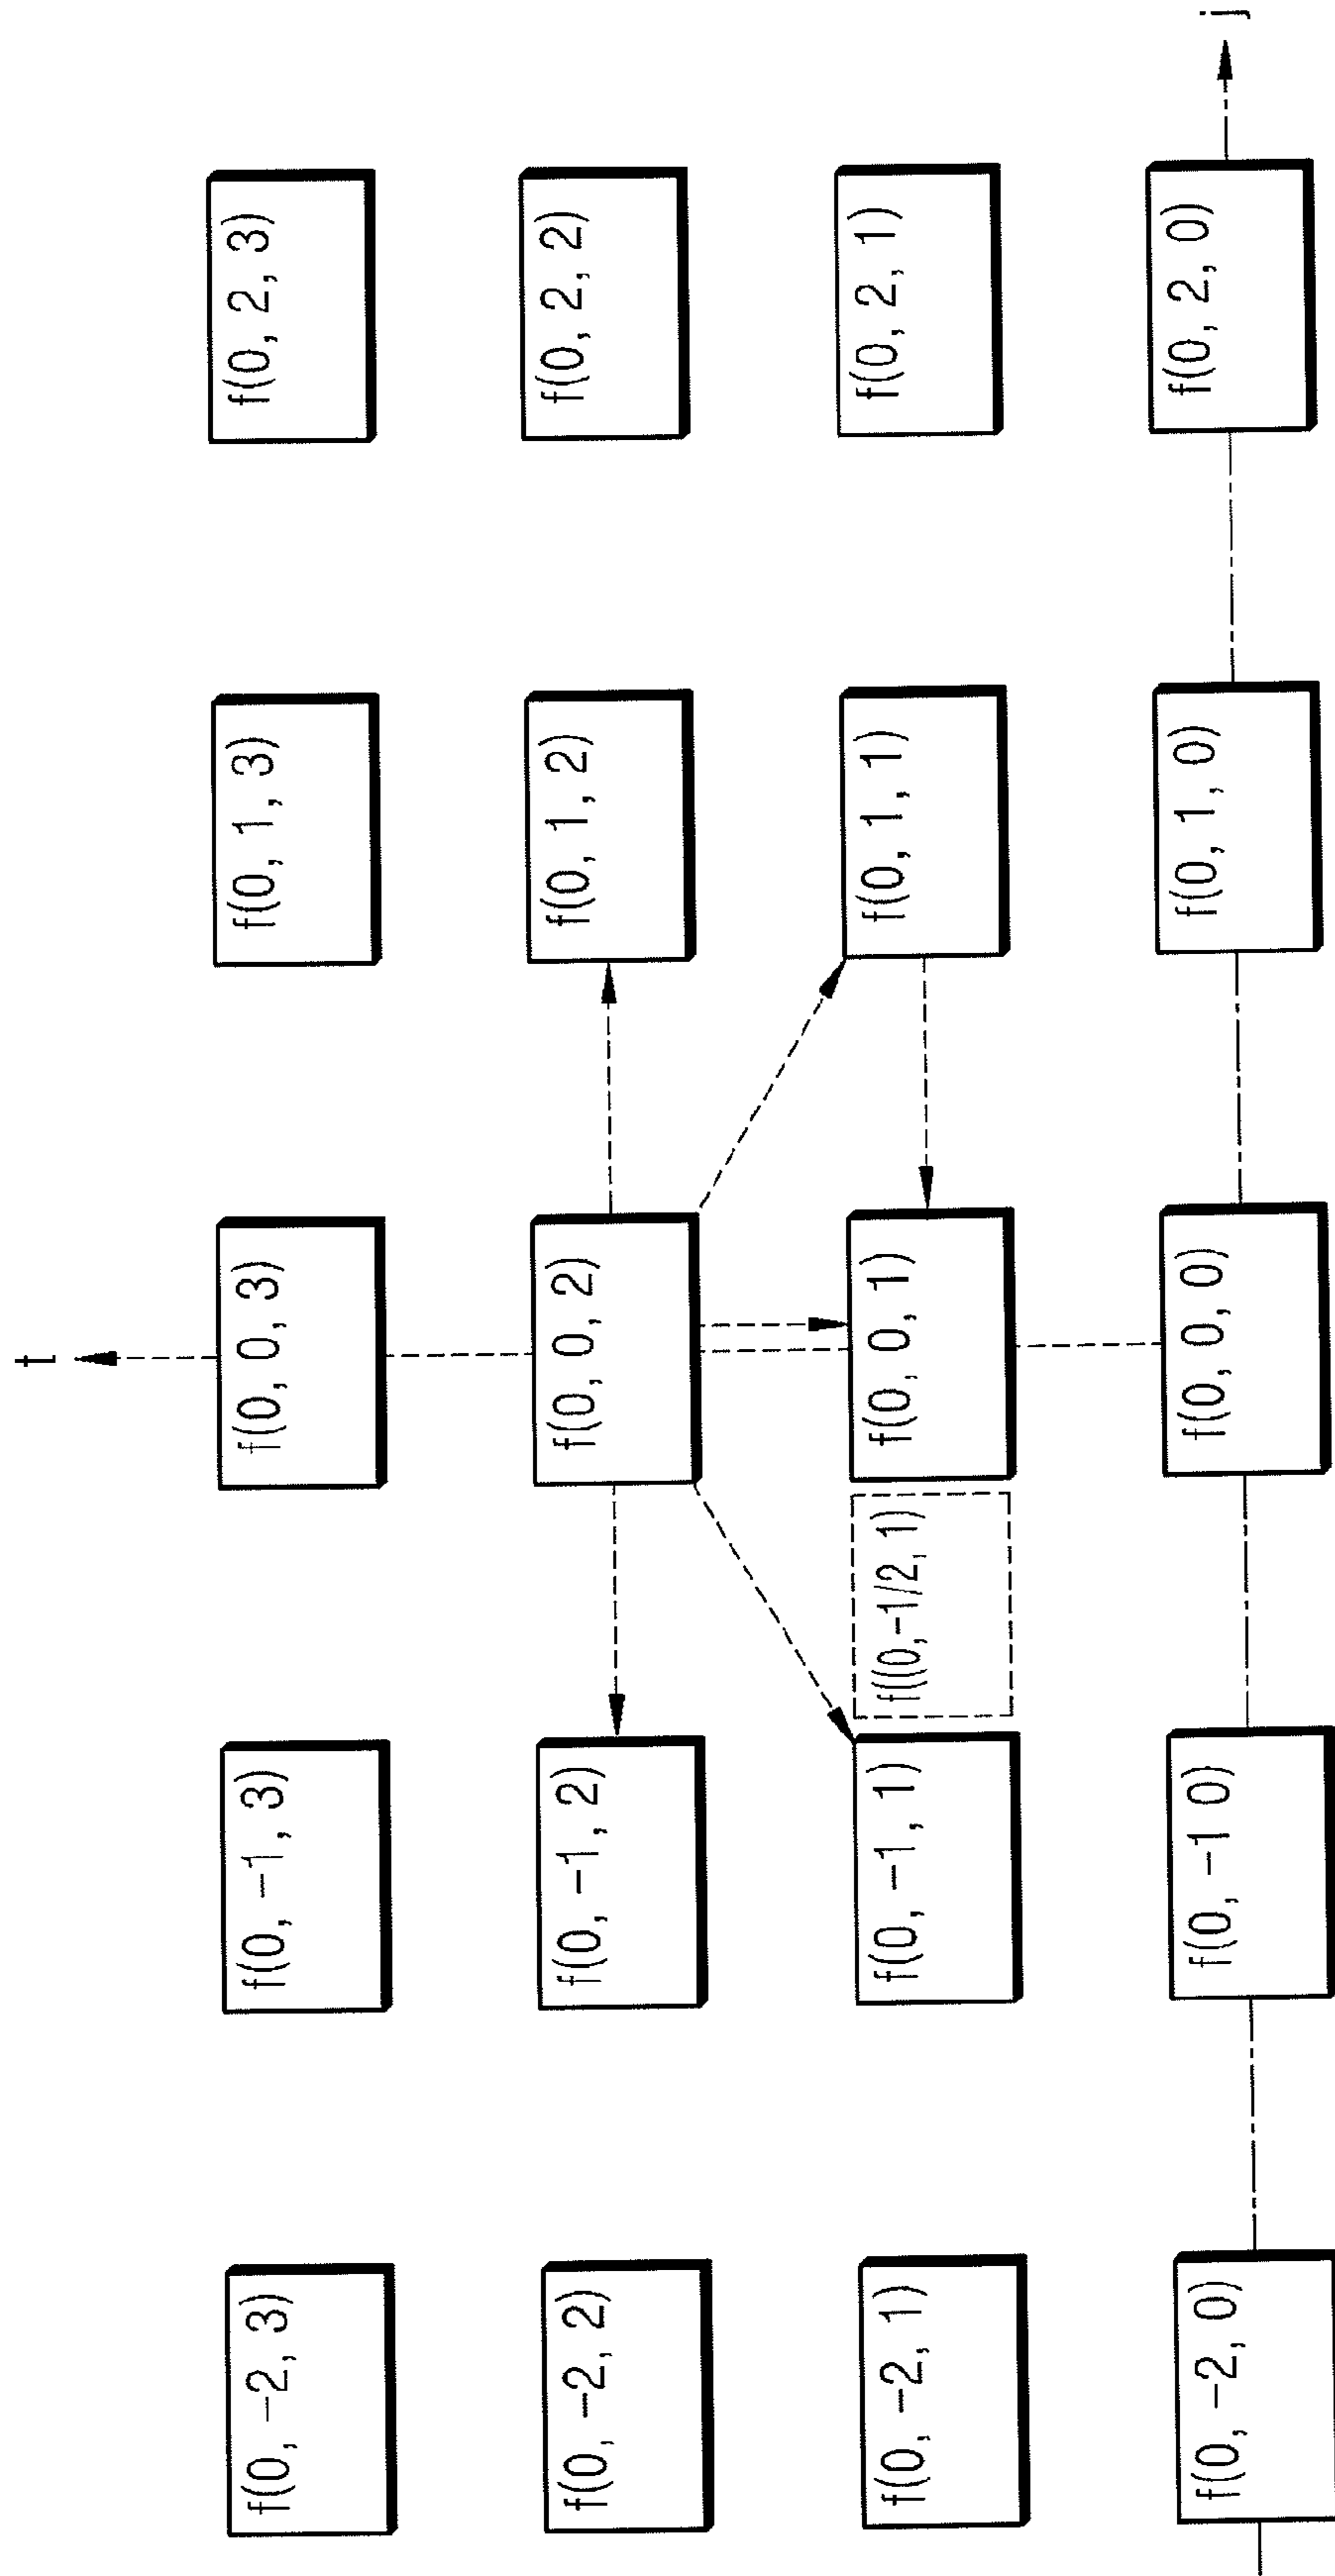 t
f(0, -2, 3)
f(0, -1, 3)
f(0, 0, 3)
f(0, 1, 3)
f(0, 2, 3)
f(0, -2, 2)
f(0, -1, 2)
f(0, 0, 2)
f(0, 1, 2)
f(0, 2, 2)
f(0, -2, 1)
f(0, -1, 1)
f((0,-1/2, 1)
f(0, 0, 1)
f(0, 1, 1)
f(0, 2, 1)
f(0, -2, 0)
f(0, -1 0)
f(0, 0, 0)
f(0, 1, 0)
f(0, 2, 0)
j